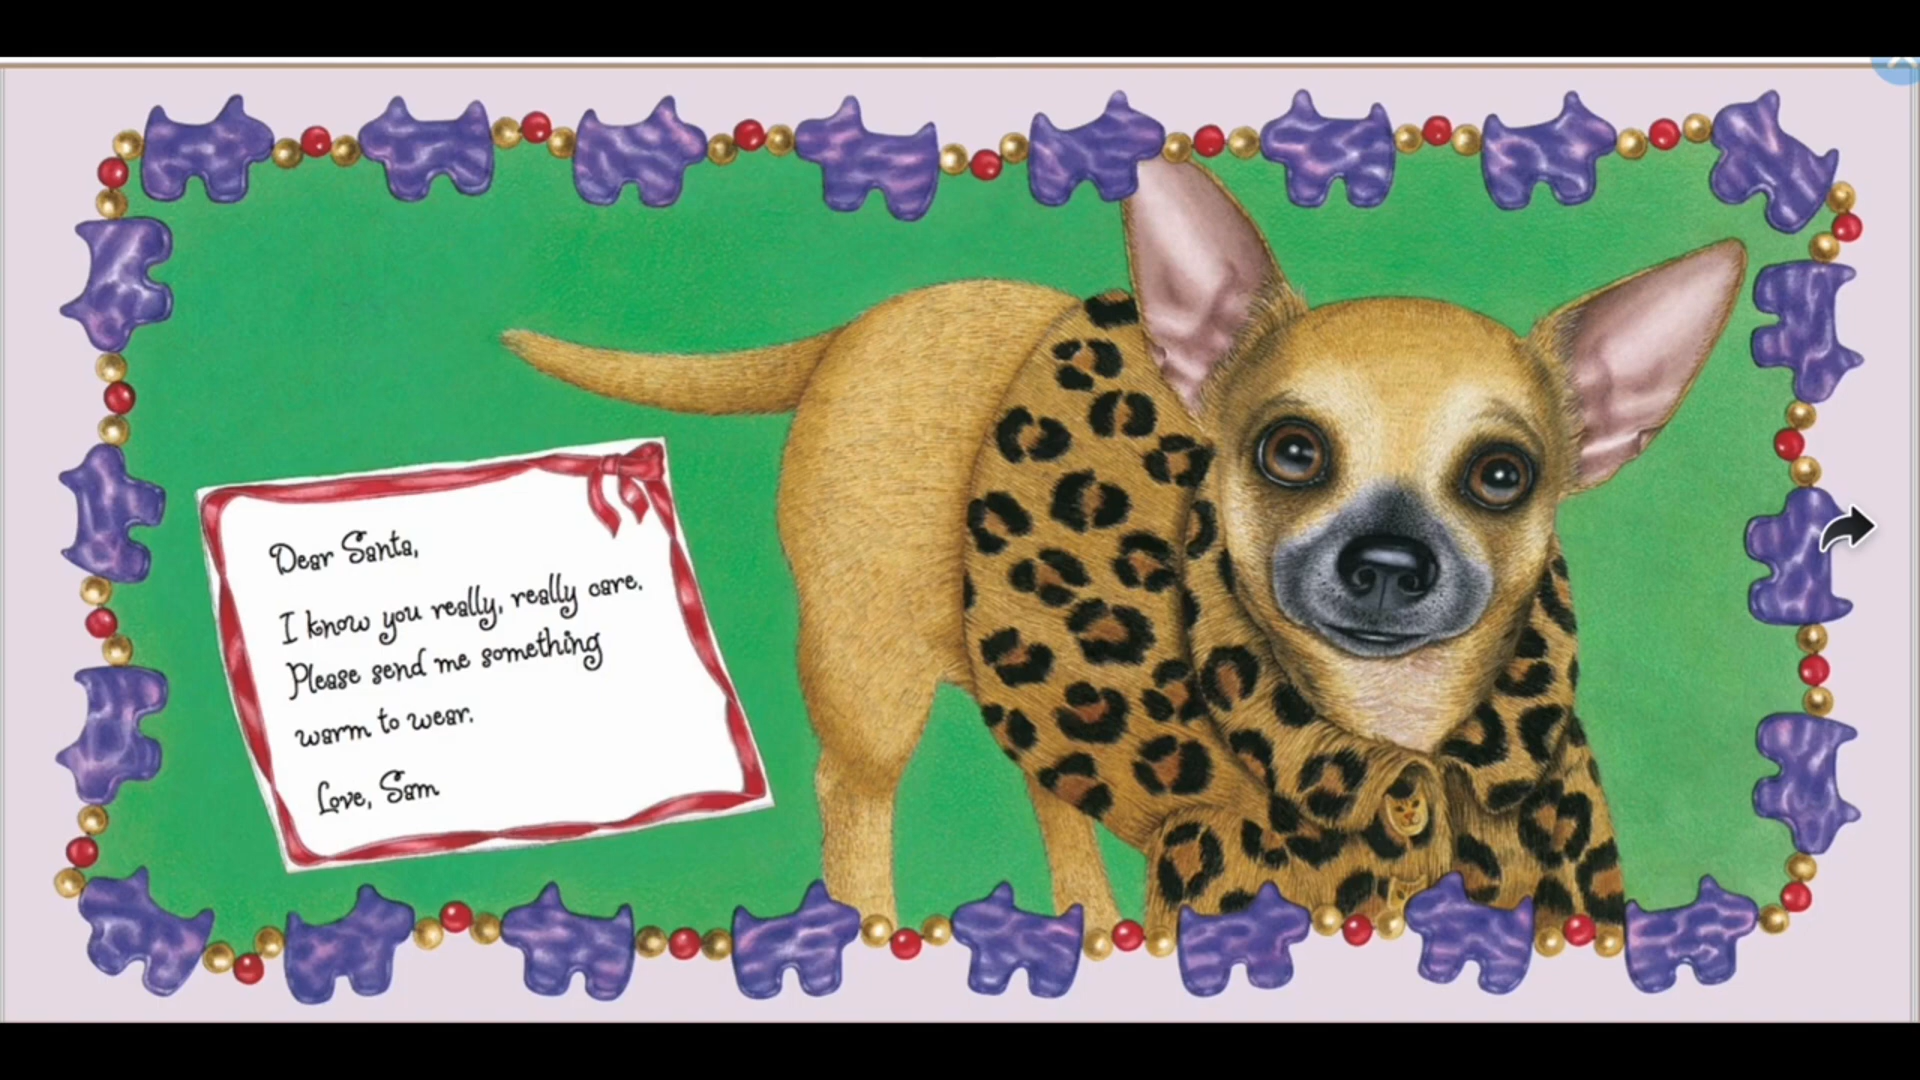 Dear Santa,
I know you really, really care.
Please send me something
warm to wear.
Love, Sam